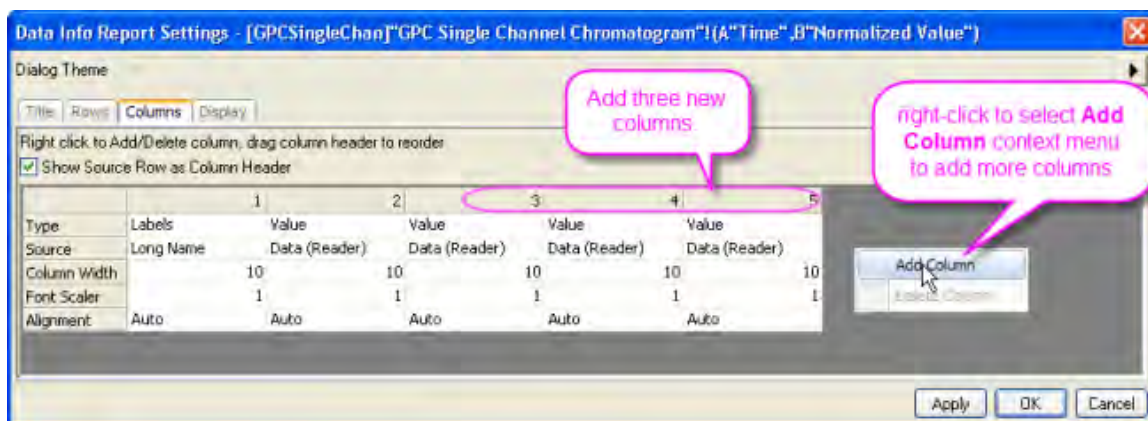 Data Info Report Settings - [GPCSingleChan]"GPC Single Channel Chromatogram"!(A"Time",B"Normalized Value")
Dialog Theme
Add three new
columns
right-click to select Add
Column context menu
to add more columns
Title Rows Columns Display
Right click to Add/Delete column, drag column header to reorder
Show Source Row as Column Header
1 2 3 4 5
Type Labels Value Value Value Value
Source Long Name Data (Reader) Data (Reader) Data (Reader) Data (Reader)
Column Width 10 10 10 10 10
Font Scaler 1 1 1 1 1
Alignment Auto Auto Auto Auto Auto
Add Column
Delete Column
Apply OK Cancel